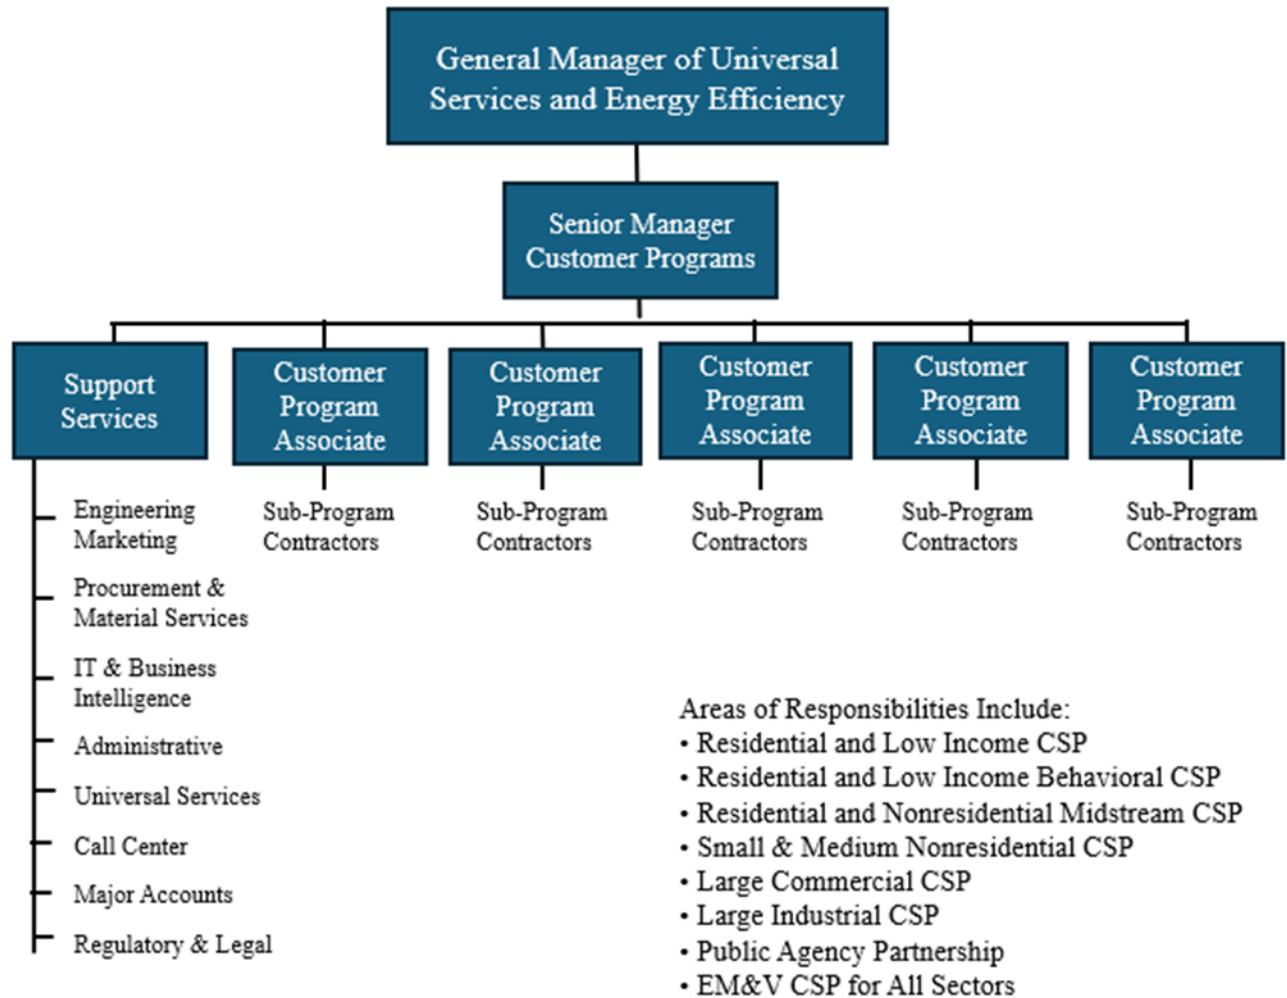 General Manager of Universal
Services and Energy Efficiency
Senior Manager
Customer Programs
Support
Services
Customer
Program
Associate
Customer
Program
Associate
Customer
Program
Associate
Customer
Program
Associate
Customer
Program
Associate
Engineering
Marketing
Procurement &
Material Services
IT & Business
Intelligence
Administrative
Universal Services
Call Center
Major Accounts
Regulatory & Legal
Sub-Program
Contractors
Sub-Program
Contractors
Sub-Program
Contractors
Sub-Program
Contractors
Sub-Program
Contractors
Areas of Responsibilities Include:
• Residential and Low Income CSP
• Residential and Low Income Behavioral CSP
• Residential and Nonresidential Midstream CSP
• Small & Medium Nonresidential CSP
• Large Commercial CSP
• Large Industrial CSP
• Public Agency Partnership
• EM&V CSP for All Sectors